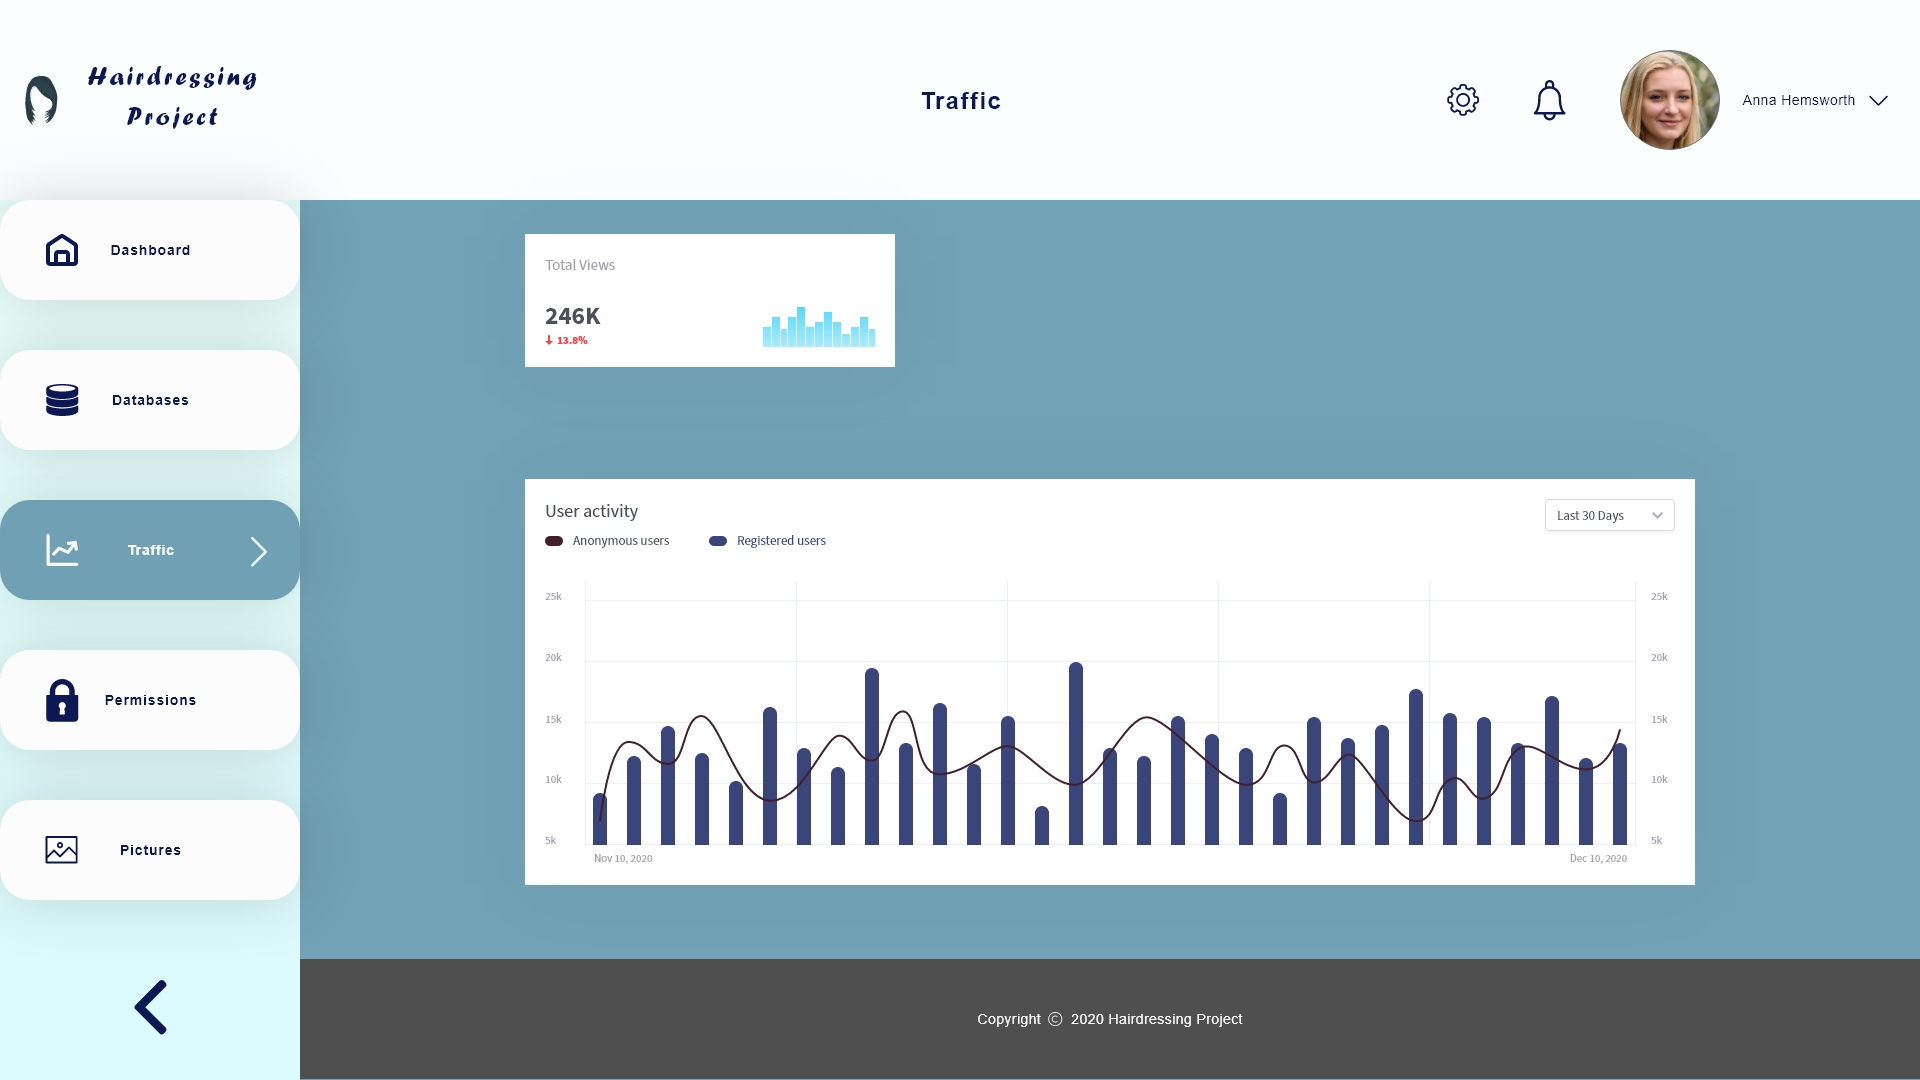 Hairdressing
Project
Traffic
Anna Hemsworth
Dashboard
Databases
Traffic
Permissions
Pictures
Total Views
246K
13.8%
User activity
Last 30 Days
Anonymous users
Registered users
25k
25k
20k
20k
15k
15k
10k
10k
5k
5k
Nov 10, 2020
Dec 10, 2020
Copyright © 2020 Hairdressing Project